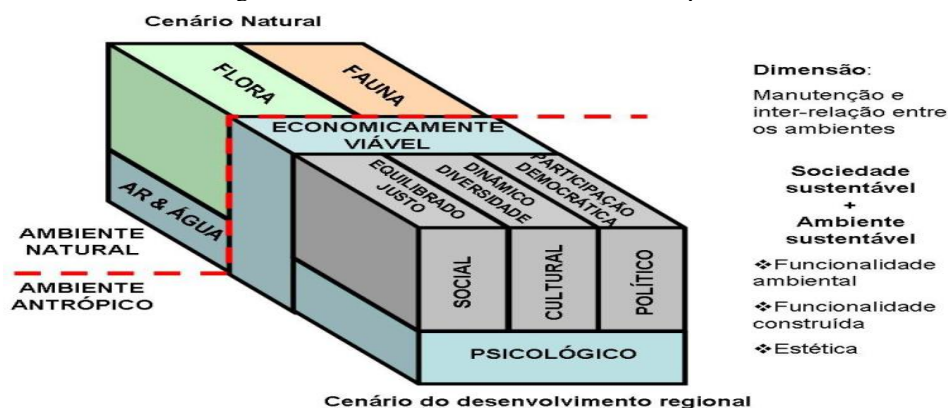 Cenário Natural
FLORA
FAUNA
ECONOMICAMENTE
VIÁVEL
EQUILIBRADO
JUSTO
DINÁMICO
DIVERSIDADE
PARTICIPAÇÃO
DEMOCRÁTICA
AR & ÁGUA
AMBIENTE
NATURAL
AMBIENTE
ANTRÓPICO
SOCIAL
CULTURAL
POLÍTICO
PSICOLÓGICO
Cenário do desenvolvimento regional
Dimensão:
Manutenção e
inter-relação entre
os ambientes
Sociedade
sustentável
+
Ambiente
sustentável
❖Funcionalidade
ambiental
❖Funcionalidade
construída
❖Estética